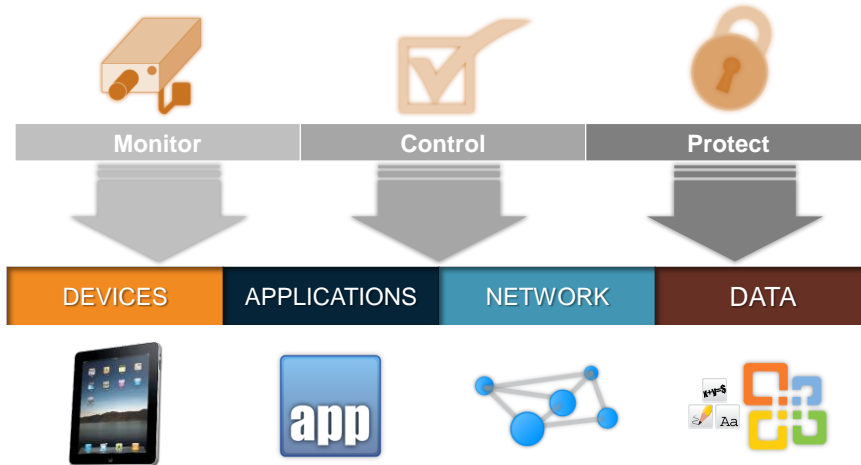 Monitor Control Protect
DEVICES APPLICATIONS NETWORK DATA
app
x+y=$
Aa